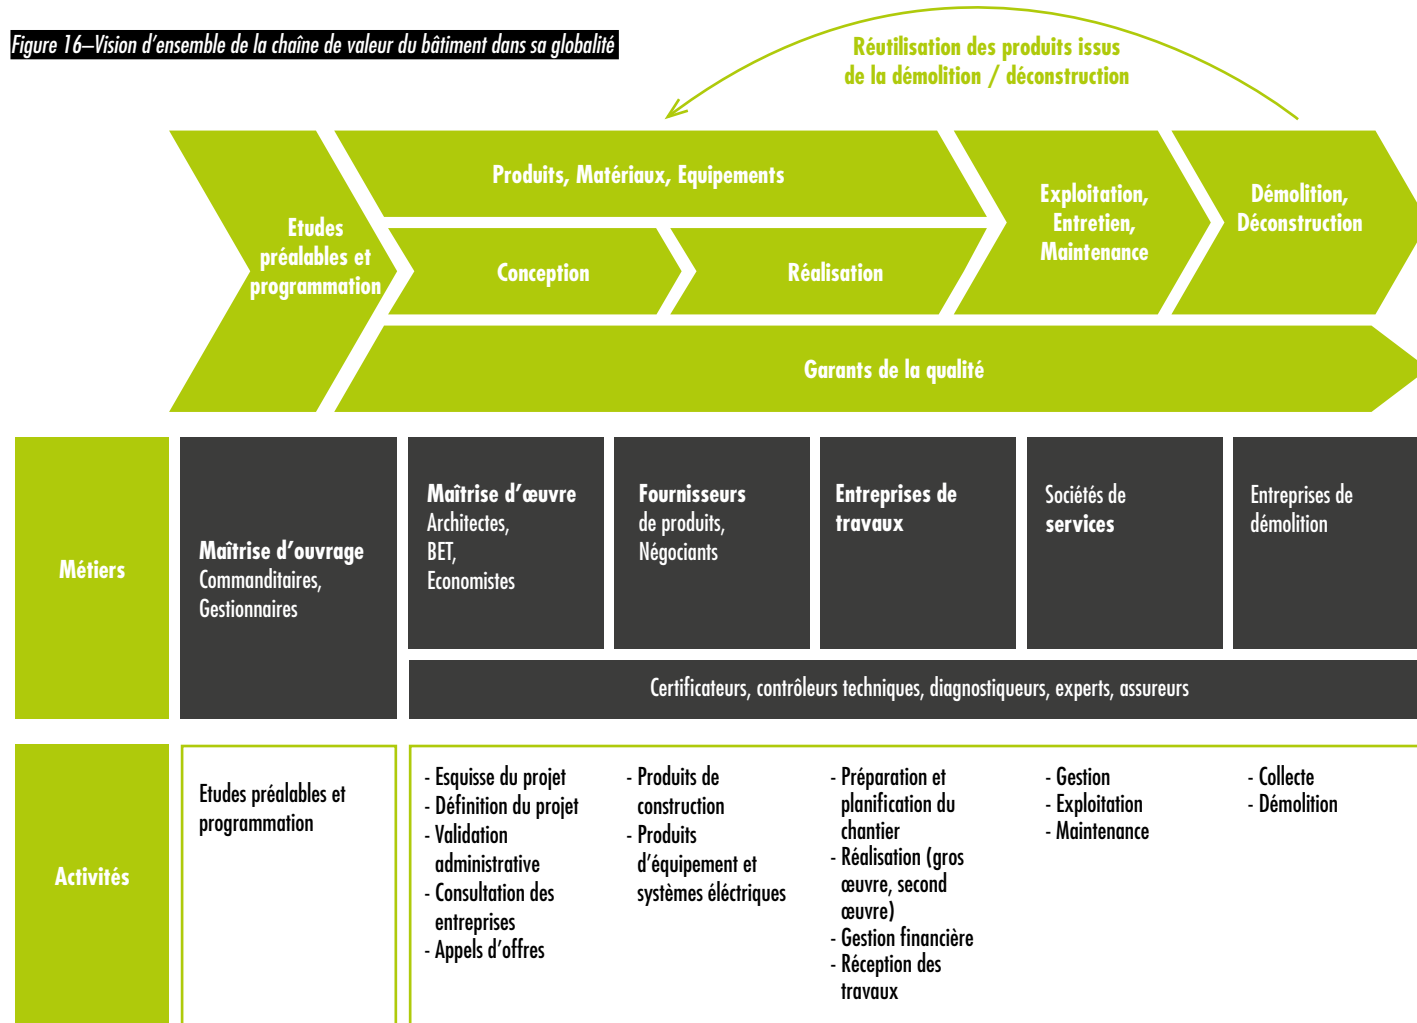 Figure 16–Vision d'ensemble de la chaîne de valeur du bâtiment dans sa globalité
Réutilisation des produits issus
de la démolition / déconstruction
Etudes
préalables et
programmation
Produits, Matériaux, Equipements
Conception
Réalisation
Exploitation,
Entretien,
Maintenance
Démolition,
Déconstruction
Garants de la qualité
Métiers
Maîtrise d'ouvrage
Commanditaires,
Gestionnaires
Maîtrise d'œuvre
Architectes,
BET,
Economistes
Fournisseurs
de produits,
Négociants
Entreprises de
travaux
Sociétés de
services
Entreprises de
démolition
Certificateurs, contrôleurs techniques, diagnostiqueurs, experts, assureurs
Activités
Etudes préalables et
programmation
- Esquisse du projet
- Définition du projet
- Validation
administrative
- Consultation des
entreprises
- Appels d'offres
- Produits de
construction
- Produits
d'équipement et
systèmes éléctriques
- Préparation et
planification du
chantier
- Réalisation (gros
œuvre, second
œuvre)
- Gestion financière
- Réception des
travaux
- Gestion
- Exploitation
- Maintenance
- Collecte
- Démolition